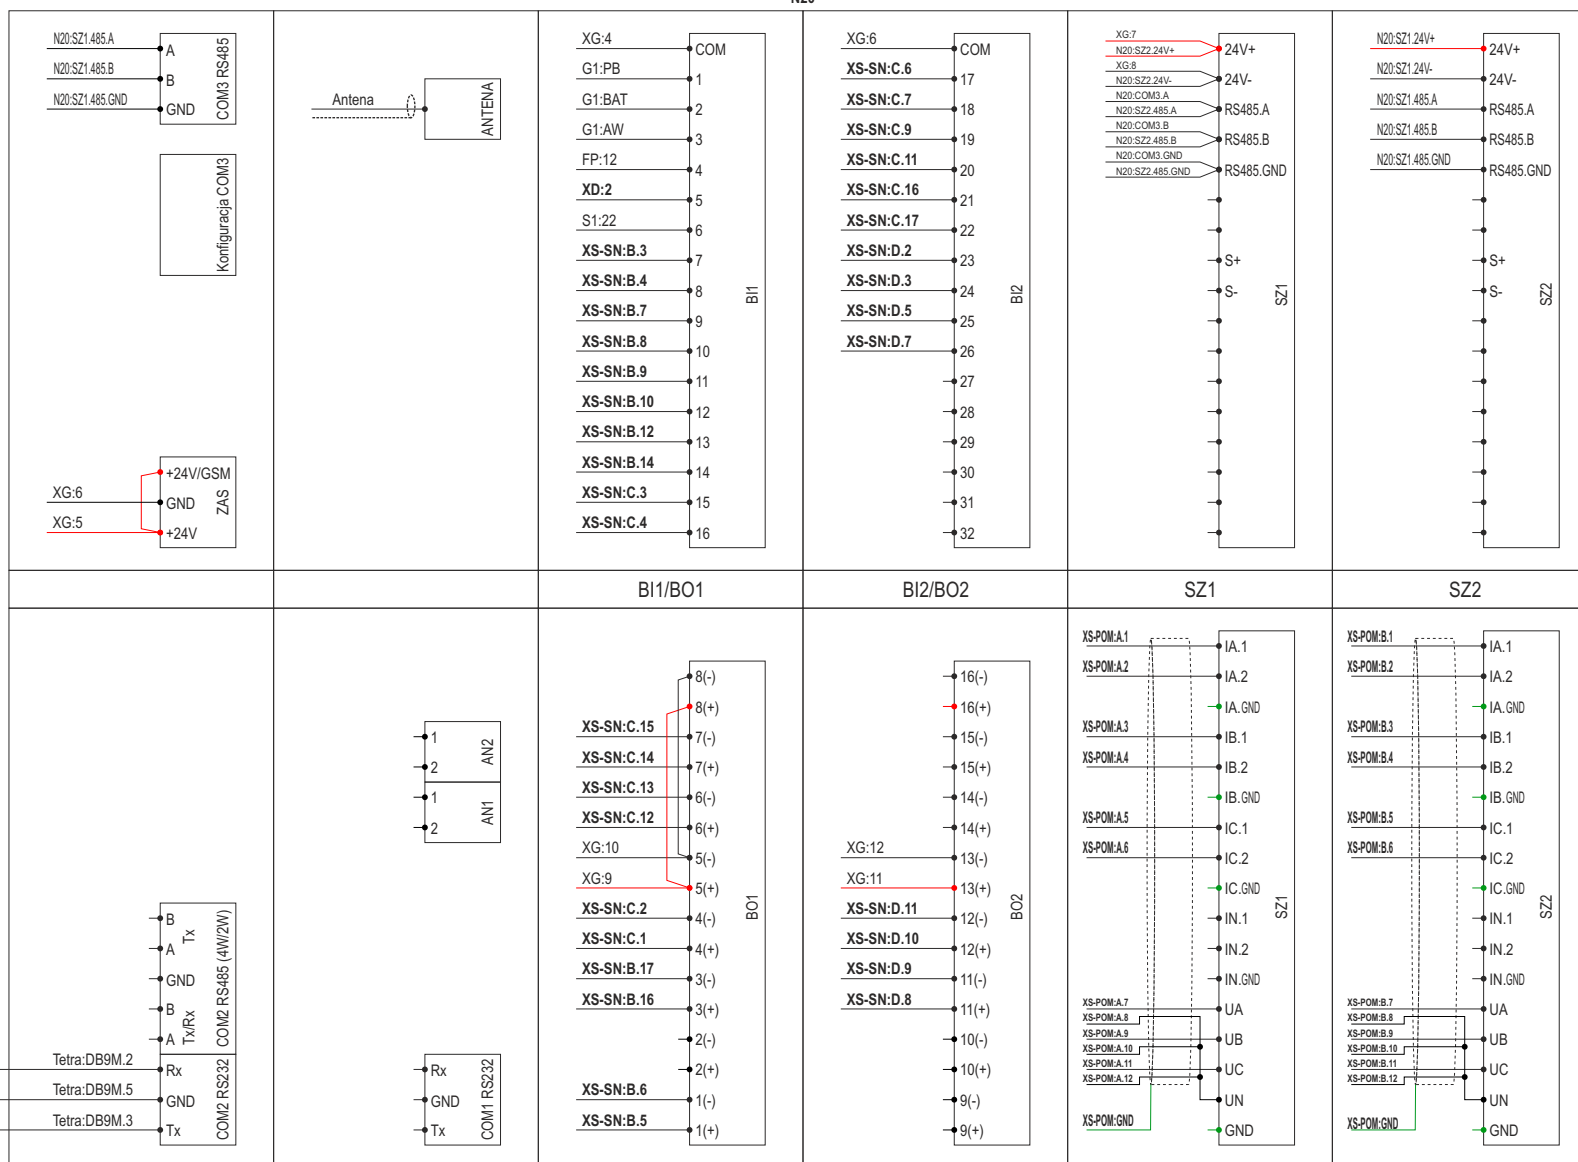 N20
N20:SZ1.485.A
A
N20:SZ1.485.B
B
N20:SZ1.485.GND
GND
COM3 RS485
Konfiguracja COM3
+24V/GSM
XG:6
GND
XG:5
+24V
ZAS
Antena
ANTENA
XG:4
COM
G1:PB
1
G1:BAT
2
G1:AW
3
FP:12
4
XD:2
5
S1:22
6
XS-SN:B.3
7
XS-SN:B.4
8
XS-SN:B.7
9
XS-SN:B.8
10
XS-SN:B.9
11
XS-SN:B.10
12
XS-SN:B.12
13
XS-SN:B.14
14
XS-SN:C.3
15
XS-SN:C.4
16
BI1
XG:6
COM
XS-SN:C.6
17
XS-SN:C.7
18
XS-SN:C.9
19
XS-SN:C.11
20
XS-SN:C.16
21
XS-SN:C.17
22
XS-SN:D.2
23
XS-SN:D.3
24
XS-SN:D.5
25
XS-SN:D.7
26
27
28
29
30
31
32
BI2
XG:7
N20:SZ2.24V+
24V+
XG:8
N20:SZ2.24V-
24V-
N20:COM3.A
N20:SZ2.485.A
RS485.A
N20:COM3.B
N20:SZ2.485.B
RS485.B
N20:COM3.GND
N20:SZ2.485.GND
RS485.GND
S+
S-
SZ1
N20:SZ1.24V+
24V+
N20:SZ1.24V-
24V-
N20:SZ1.485.A
RS485.A
N20:SZ1.485.B
RS485.B
N20:SZ1.485.GND
RS485.GND
S+
S-
SZ2
BI1/BO1
BI2/BO2
SZ1
SZ2
B
Tx
A
GND
B
Tx/Rx
A
COM2 RS485 (4W/2W)
Tetra:DB9M.2
Rx
Tetra:DB9M.5
GND
Tetra:DB9M.3
Tx
COM2 RS232
1
2
AN2
1
2
AN1
Rx
GND
Tx
COM1 RS232
8(-)
8(+)
XS-SN:C.15
7(-)
XS-SN:C.14
7(+)
XS-SN:C.13
6(-)
XS-SN:C.12
6(+)
XG:10
5(-)
XG:9
5(+)
XS-SN:C.2
4(-)
XS-SN:C.1
4(+)
XS-SN:B.17
3(-)
XS-SN:B.16
3(+)
2(-)
2(+)
XS-SN:B.6
1(-)
XS-SN:B.5
1(+)
BO1
16(-)
16(+)
15(-)
15(+)
14(-)
14(+)
XG:12
13(-)
XG:11
13(+)
XS-SN:D.11
12(-)
XS-SN:D.10
12(+)
XS-SN:D.9
11(-)
XS-SN:D.8
11(+)
10(-)
10(+)
9(-)
9(+)
BO2
XS-POM:A.1
IA.1
XS-POM:A.2
IA.2
IA.GND
XS-POM:A.3
IB.1
XS-POM:A.4
IB.2
IB.GND
XS-POM:A.5
IC.1
XS-POM:A.6
IC.2
IC.GND
IN.1
IN.2
IN.GND
XS-POM:A.7
UA
XS-POM:A.8
XS-POM:A.9
UB
XS-POM:A.10
XS-POM:A.11
UC
XS-POM:A.12
UN
XS-POM:GND
GND
SZ1
XS-POM:B.1
IA.1
XS-POM:B.2
IA.2
IA.GND
XS-POM:B.3
IB.1
XS-POM:B.4
IB.2
IB.GND
XS-POM:B.5
IC.1
XS-POM:B.6
IC.2
IC.GND
IN.1
IN.2
IN.GND
XS-POM:B.7
UA
XS-POM:B.8
XS-POM:B.9
UB
XS-POM:B.10
XS-POM:B.11
UC
XS-POM:B.12
UN
XS-POM:GND
GND
SZ2